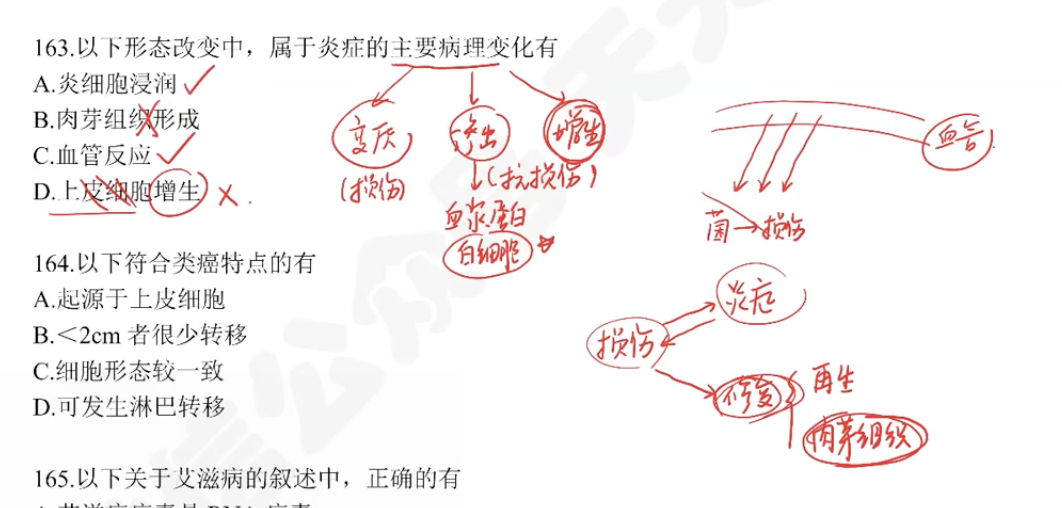 163.以下形态改变中，属于炎症的主要病理变化有
A.炎细胞浸润
B.肉芽组织形成
C.血管反应
D.上皮细胞增生
变质
渗出
增生
(损伤)
(抗损伤)
血浆蛋白
白细胞
血管
菌→损伤
炎症
损伤
修复
再生
肉芽组织
164.以下符合类癌特点的有
A.起源于上皮细胞
B.＜2cm 者很少转移
C.细胞形态较一致
D.可发生淋巴转移
165.以下关于艾滋病的叙述中，正确的有